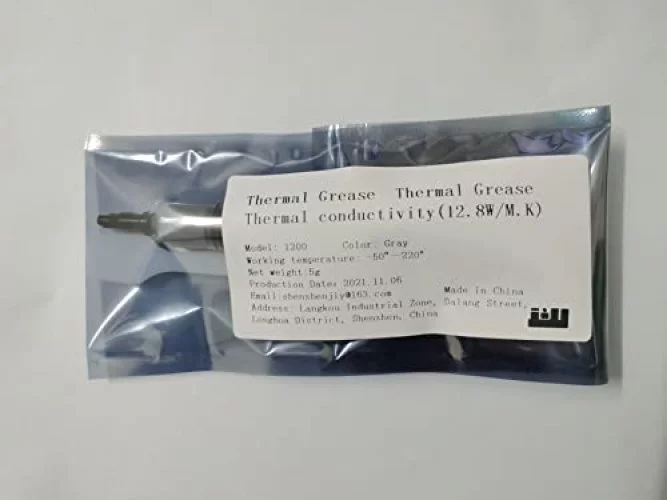 Thermal Grease Thermal Grease
Thermal conductivity(12.8W/M.K)
Model: 1200 Color: Gray
Working temperature: -50°-220°
Net weight:5g
Production Date: 2021.11.06
Made in China
Email:shenzhenjly@163.com
Address: Langkou Industrial Zone, Dalang Street,
Longhua District, Shenzhen, China